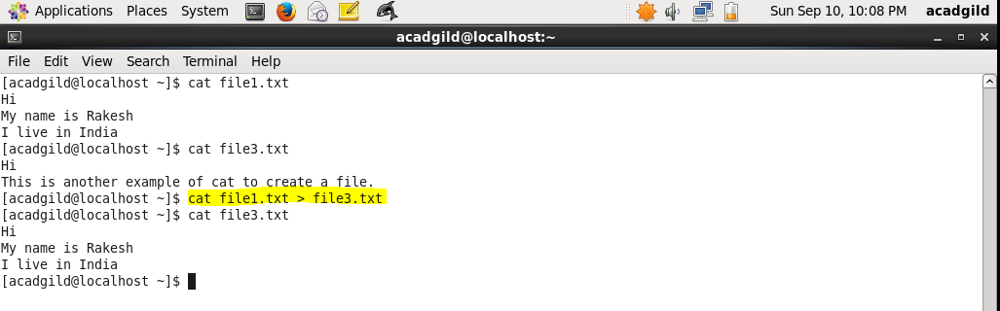 Applications Places System Sun Sep 10, 10:08 PM acadgild
acadgild@localhost:~
File Edit View Search Terminal Help
[acadgild@localhost ~]$ cat file1.txt
Hi
My name is Rakesh
I live in India
[acadgild@localhost ~]$ cat file3.txt
Hi
This is another example of cat to create a file.
[acadgild@localhost ~]$ cat file1.txt > file3.txt
[acadgild@localhost ~]$ cat file3.txt
Hi
My name is Rakesh
I live in India
[acadgild@localhost ~]$